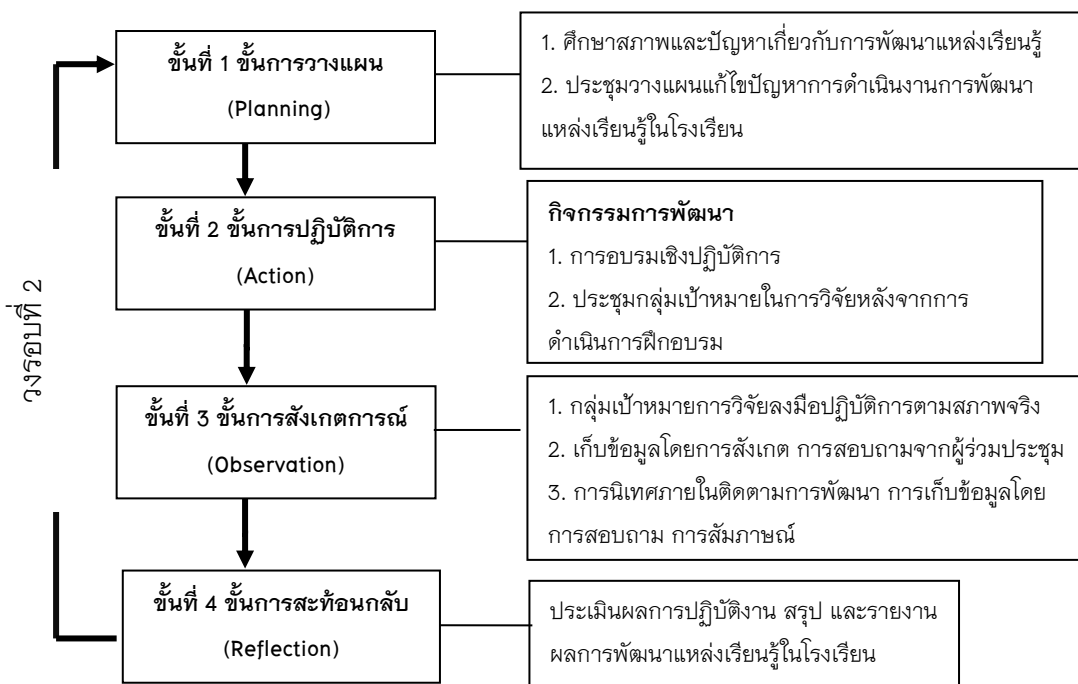 ขั้นที่ 1 ขั้นการวางแผน
(Planning)
1. ศึกษาสภาพและปัญหาเกี่ยวกับการพัฒนาแหล่งเรียนรู้
2. ประชุมวางแผนแก้ไขปัญหาการดำเนินงานการพัฒนา
แหล่งเรียนรู้ในโรงเรียน
ขั้นที่ 2 ขั้นการปฏิบัติการ
(Action)
กิจกรรมการพัฒนา
1. การอบรมเชิงปฏิบัติการ
2. ประชุมกลุ่มเป้าหมายในการวิจัยหลังจากการ
ดำเนินการฝึกอบรม
วงรอบที่ 2
ขั้นที่ 3 ขั้นการสังเกตการณ์
(Observation)
1. กลุ่มเป้าหมายการวิจัยลงมือปฏิบัติการตามสภาพจริง
2. เก็บข้อมูลโดยการสังเกต การสอบถามจากผู้ร่วมประชุม
3. การนิเทศภายในติดตามการพัฒนา การเก็บข้อมูลโดย
การสอบถาม การสัมภาษณ์
ขั้นที่ 4 ขั้นการสะท้อนกลับ
(Reflection)
ประเมินผลการปฏิบัติงาน สรุป และรายงาน
ผลการพัฒนาแหล่งเรียนรู้ในโรงเรียน